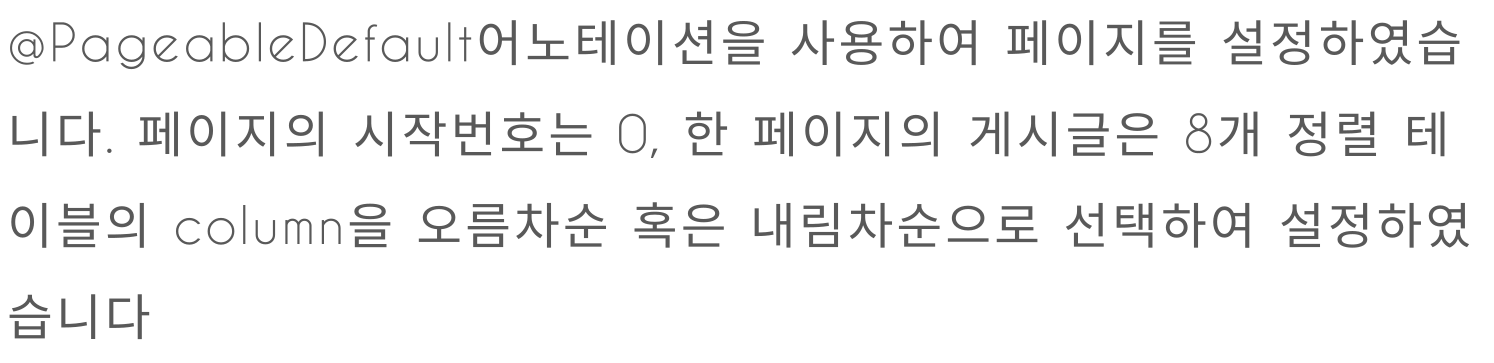 @PageableDefault어노테이션을 사용하여 페이지를 설정하였습
니다. 페이지의 시작번호는 0, 한 페이지의 게시글은 8개 정렬 테
이블의 column을 오름차순 혹은 내림차순으로 선택하여 설정하였
습니다